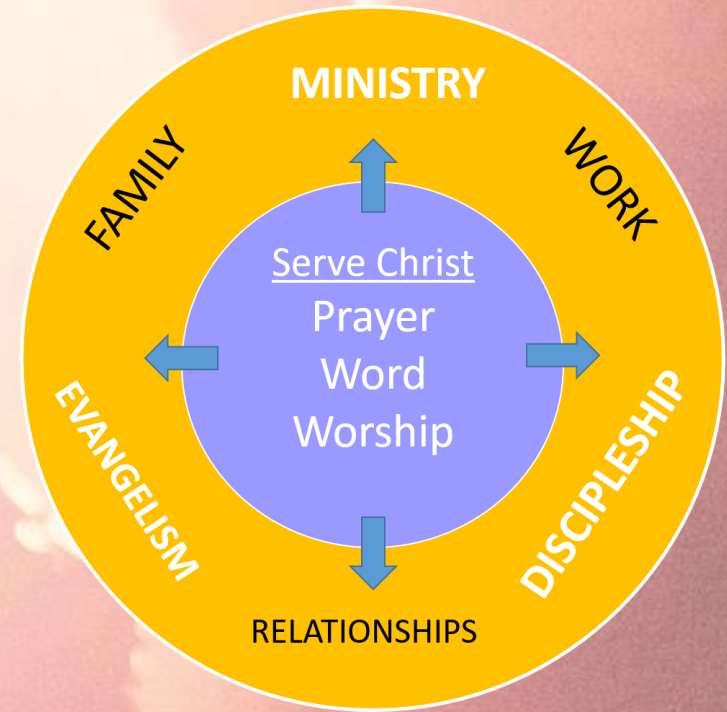 MINISTRY
FAMILY
WORK
Serve Christ
Prayer
Word
Worship
EVANGELISM
DISCIPLESHIP
RELATIONSHIPS